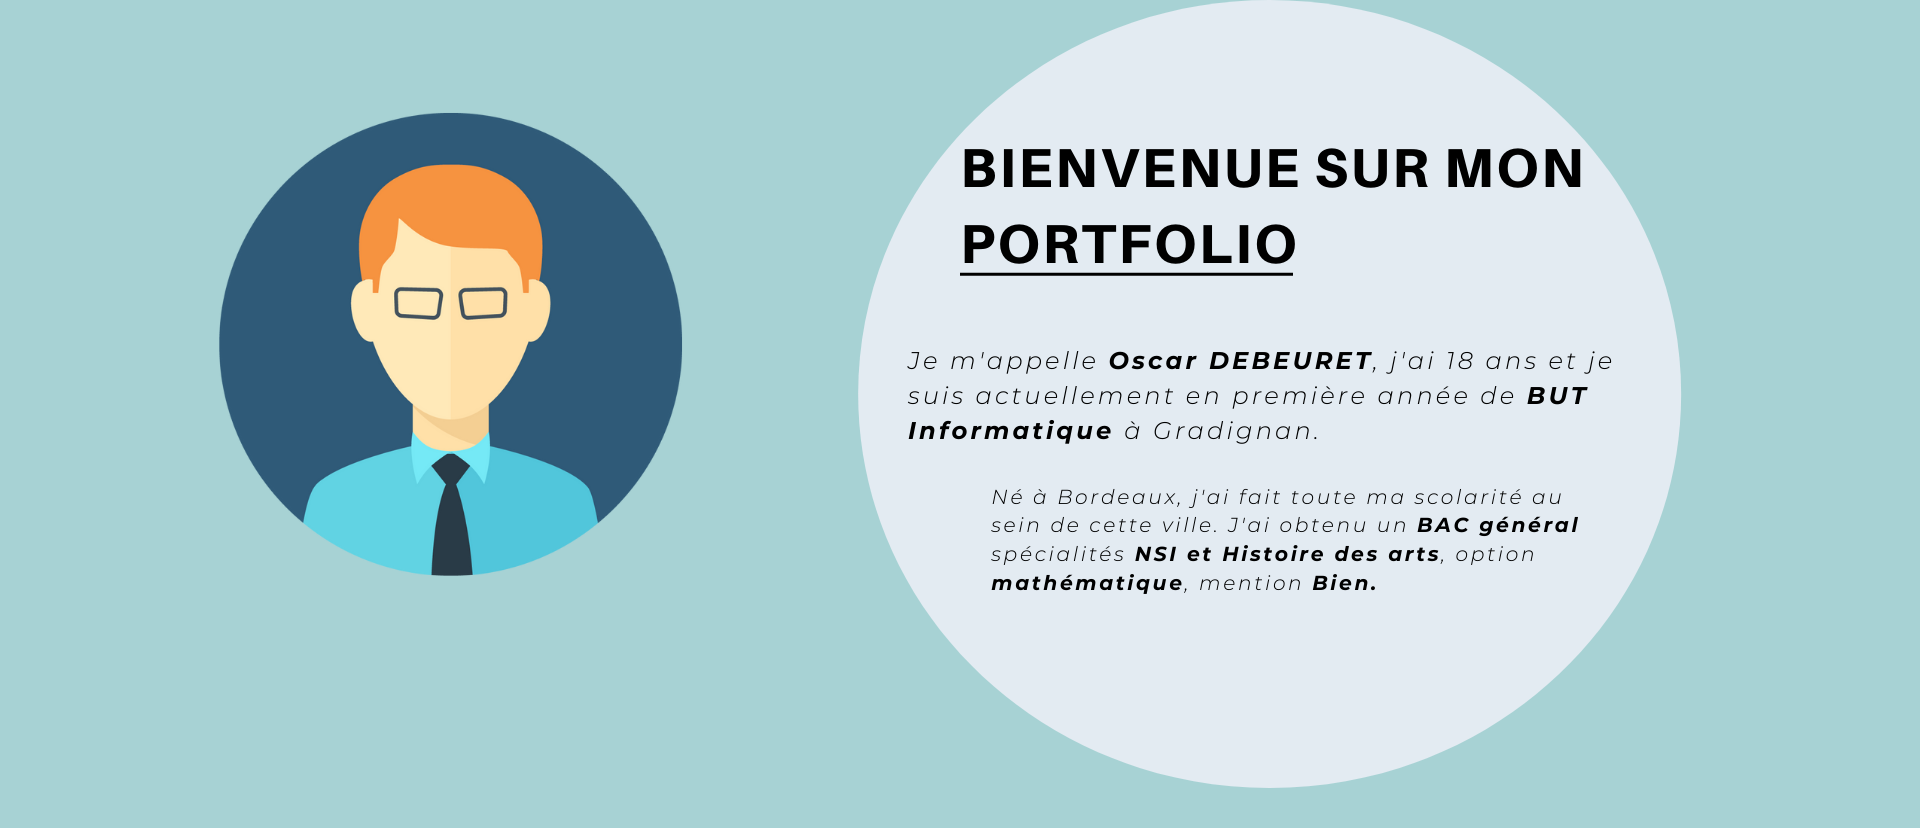 BIENVENUE SUR MON
PORTFOLIO
Je m'appelle Oscar DEBEURET, j'ai 18 ans et je
suis actuellement en première année de BUT
Informatique à Gradignan.
Né à Bordeaux, j'ai fait toute ma scolarité au
sein de cette ville. J'ai obtenu un BAC général
spécialités NSI et Histoire des arts, option
mathématique, mention Bien.